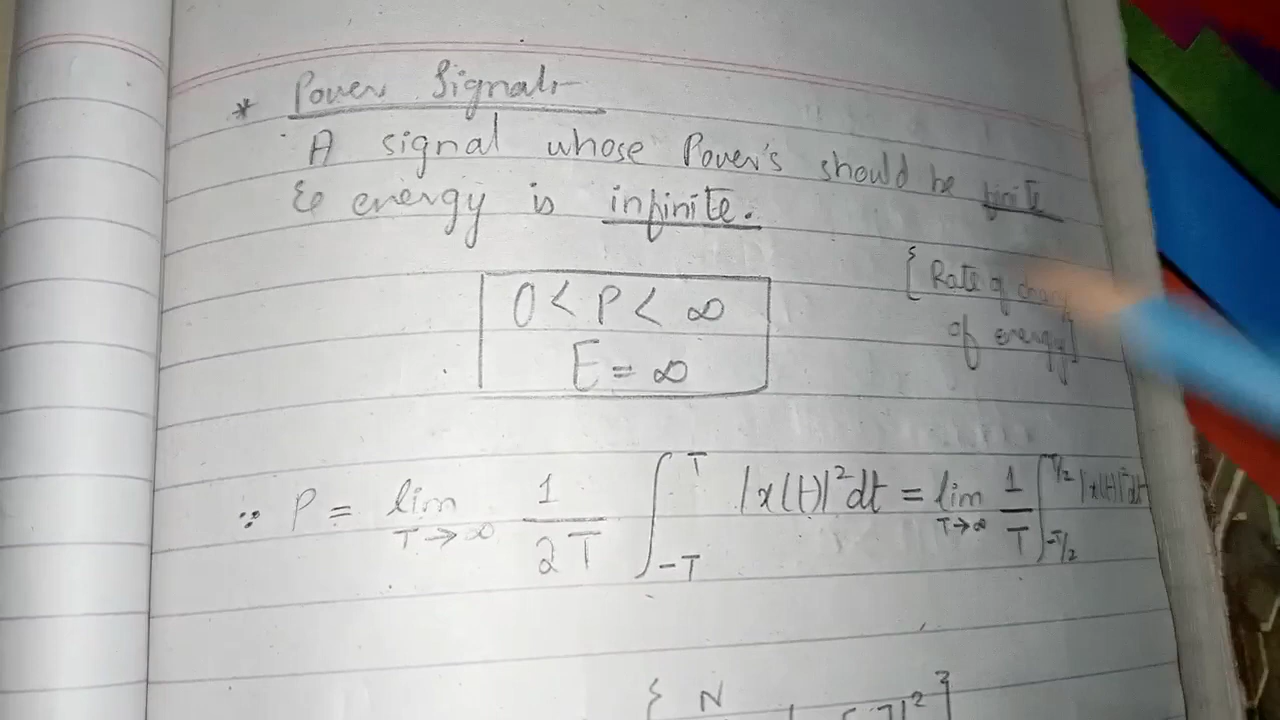 * Power Signal:-
A signal whose Power's should be finite
& energy is infinite.
0 < P < ∞
E = ∞
[Rate of chang
of energy]
∵ P = lim T→∞ 1/2T ∫_{-T}^{T} |x(t)|² dt = lim T→∞ 1/T ∫_{-T/2}^{T/2} |x(t)|² dt
{ N